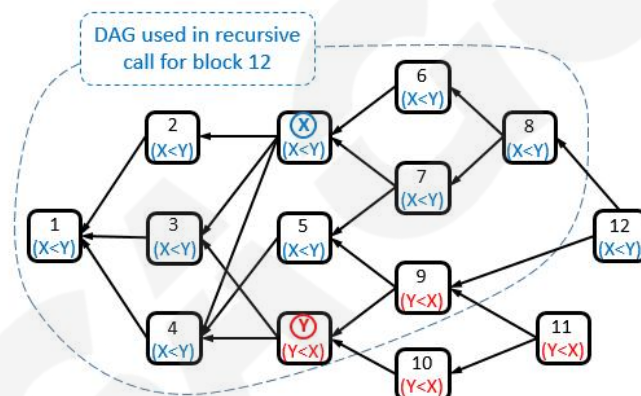 DAG used in recursive
call for block 12
6
(X<Y)
2
(X<Y)
X
(X<Y)
8
(X<Y)
7
(X<Y)
1
(X<Y)
3
(X<Y)
5
(X<Y)
12
(X<Y)
9
(Y<X)
4
(X<Y)
Y
(Y<X)
11
(Y<X)
10
(Y<X)